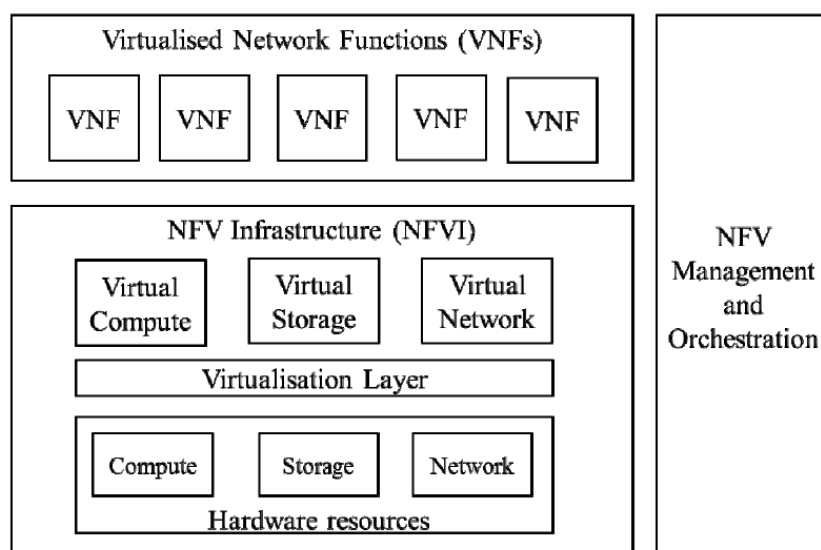 Virtualised Network Functions (VNFs)
VNF VNF VNF VNF VNF
NFV Infrastructure (NFVI)
Virtual Compute
Virtual Storage
Virtual Network
Virtualisation Layer
Compute Storage Network
Hardware resources
NFV
Management
and
Orchestration